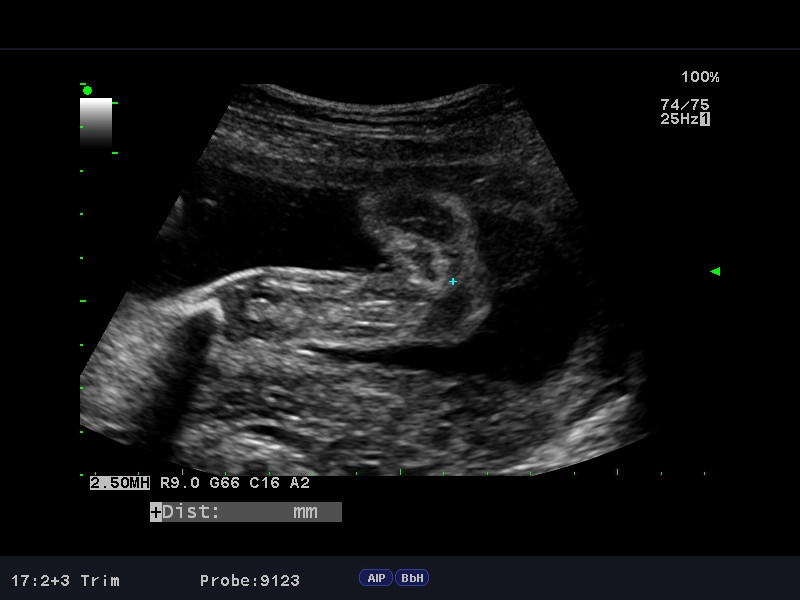 100%
74/75
25Hz1
2.50MH R9.0 G66 C16 A2
+Dist: mm
17:2+3 Trim Probe:9123 AIP BbH